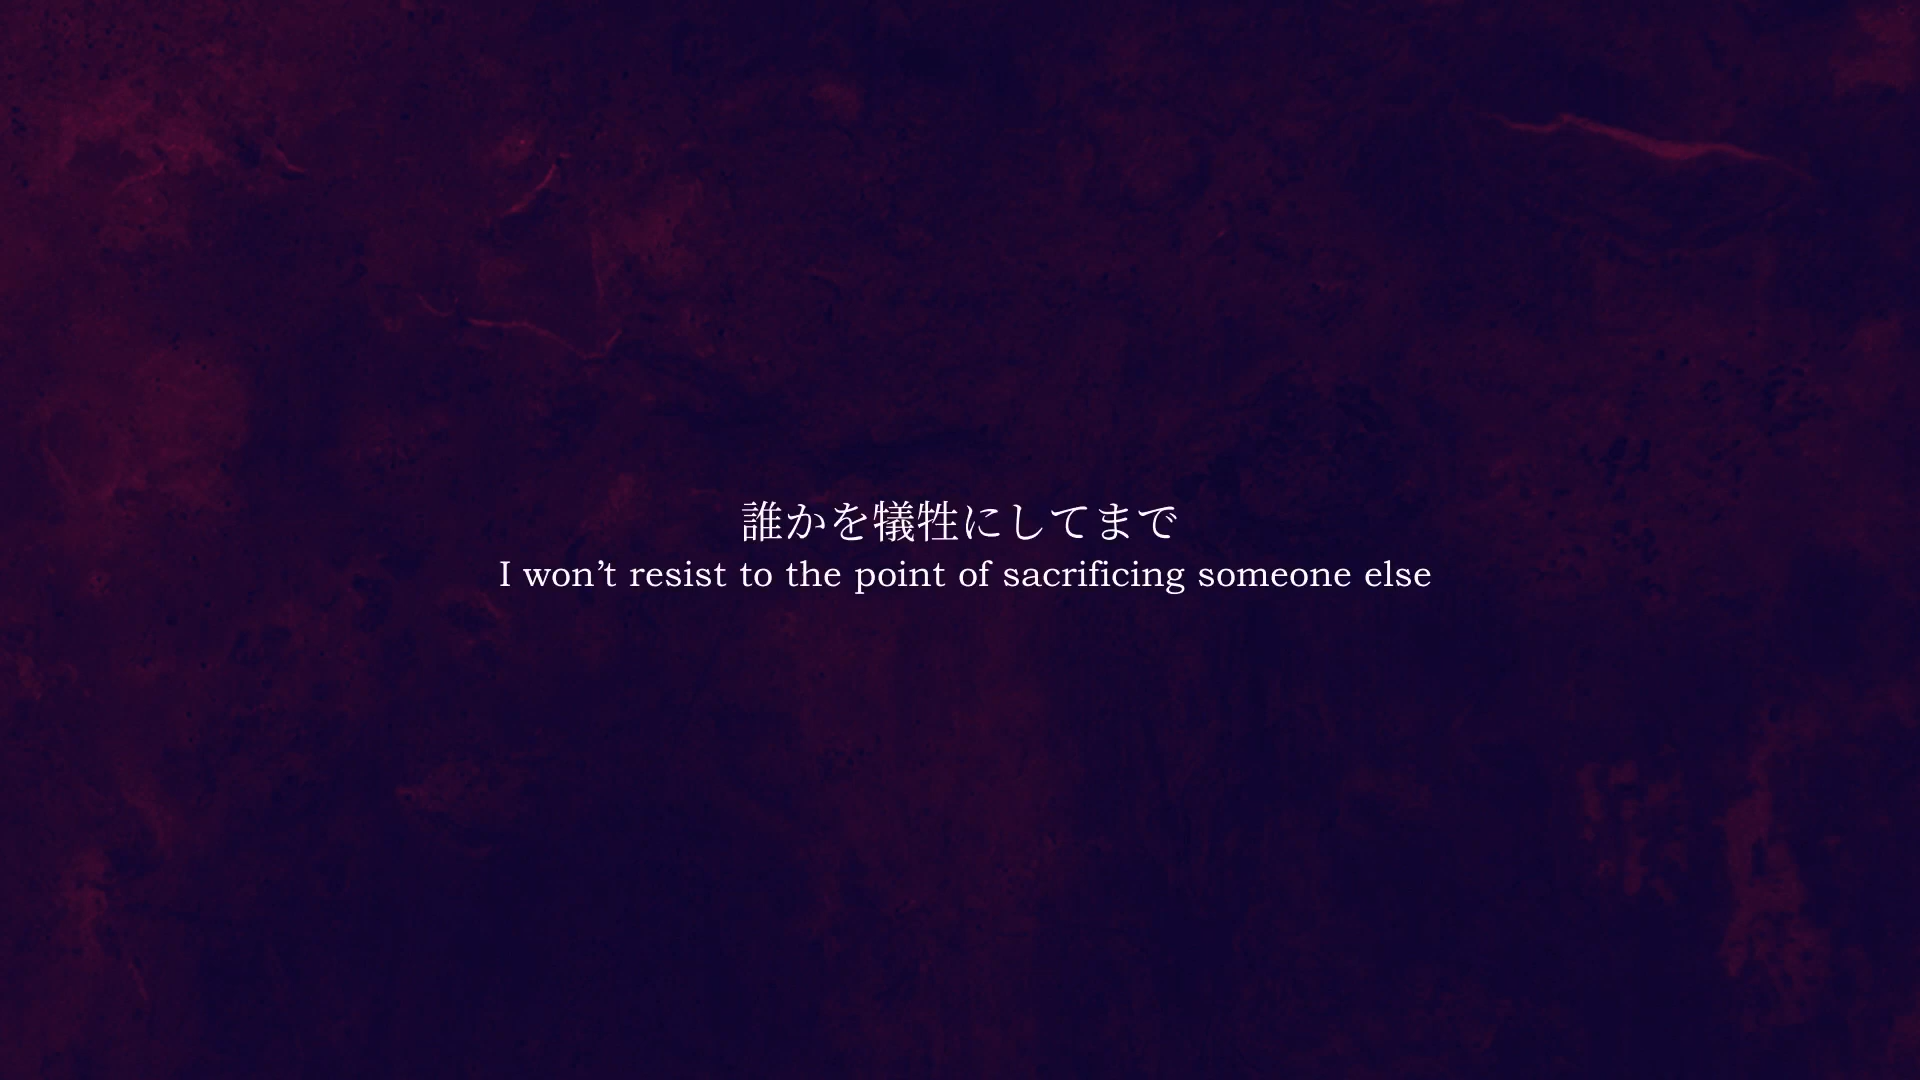 誰かを犠牲にしてまで
I won’t resist to the point of sacrificing someone else